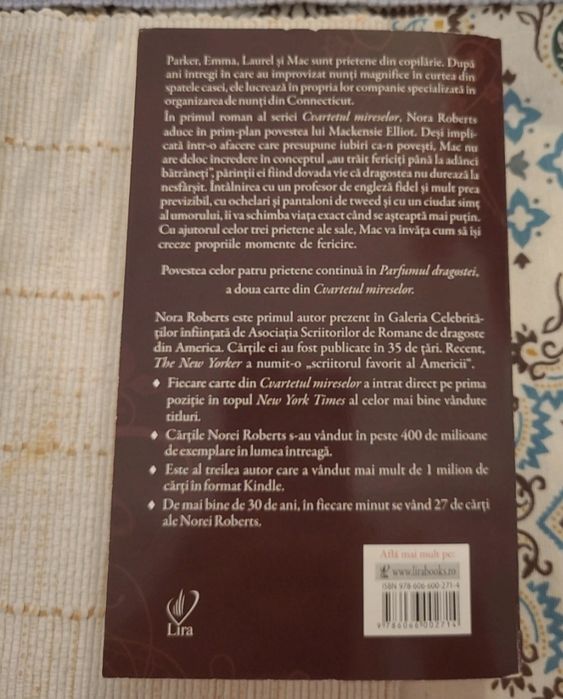 Parker, Emma, Laurel și Mac sunt prietene din copilărie. După
ani întregi în care au improvizat nunți magnifice în curtea din
spatele casei, ele lucrează în propria lor companie specializată în
organizarea de nunți din Connecticut.
În primul roman al seriei Cvartetul mireselor, Nora Roberts
aduce în prim-plan povestea lui Mackensie Elliot. Deși impli-
cată într-o afacere care presupune iubiri ca-n povești, Mac nu
are deloc încredere în conceptul „au trăit fericiți până la adânci
bătrâneți”, părinții ei fiind dovada vie că dragostea nu durează la
nesfârșit. Întâlnirea cu un profesor de engleză fidel și mult prea
previzibil, cu ochelari și pantaloni de tweed și cu un ciudat simț
al umorului, îi va schimba viața exact când se așteaptă mai puțin.
Cu ajutorul celor trei prietene ale sale, Mac va învăța cum să își
creeze propriile momente de fericire.
Povestea celor patru prietene continuă în Parfumul dragostei,
a doua carte din Cvartetul mireselor.
Nora Roberts este primul autor prezent în Galeria Celebrită-
ților înființată de Asociația Scriitorilor de Romane de dragoste
din America. Cărțile ei au fost publicate în 35 de țări. Recent,
The New Yorker a numit-o „scriitorul favorit al Americii”.
♦ Fiecare carte din Cvartetul mireselor a intrat direct pe prima
poziție în topul New York Times al celor mai bine vândute
titluri.
♦ Cărțile Norei Roberts s-au vândut în peste 400 de milioane
de exemplare în lumea întreagă.
♦ Este al treilea autor care a vândut mai mult de 1 milion de
cărți în format Kindle.
♦ De mai bine de 30 de ani, în fiecare minut se vând 27 de cărți
ale Norei Roberts.
Află mai mult pe:
www.lirabooks.ro
ISBN 978-606-600-271-4
9786066002714
Lira